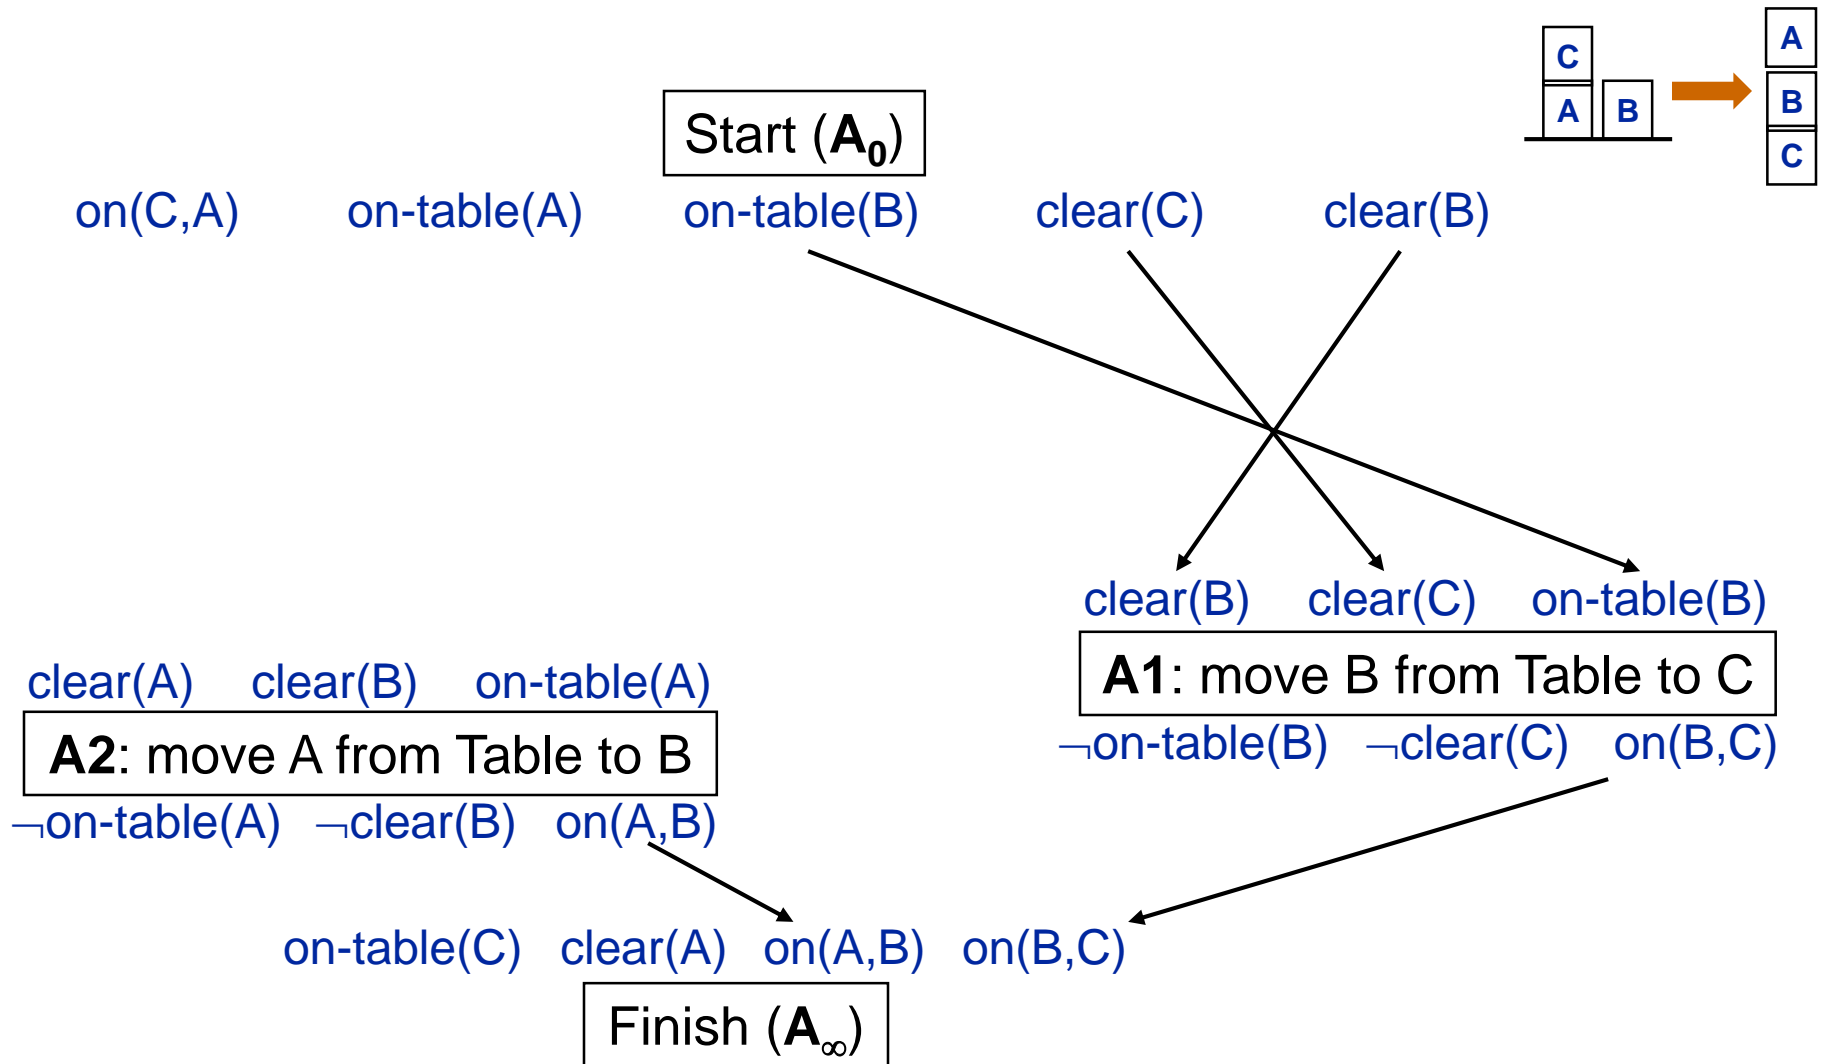 C
A B
A
B
C
Start (A₀)
on(C,A) on-table(A) on-table(B) clear(C) clear(B)
clear(B) clear(C) on-table(B)
A1: move B from Table to C
¬on-table(B) ¬clear(C) on(B,C)
clear(A) clear(B) on-table(A)
A2: move A from Table to B
¬on-table(A) ¬clear(B) on(A,B)
on-table(C) clear(A) on(A,B) on(B,C)
Finish (A∞)